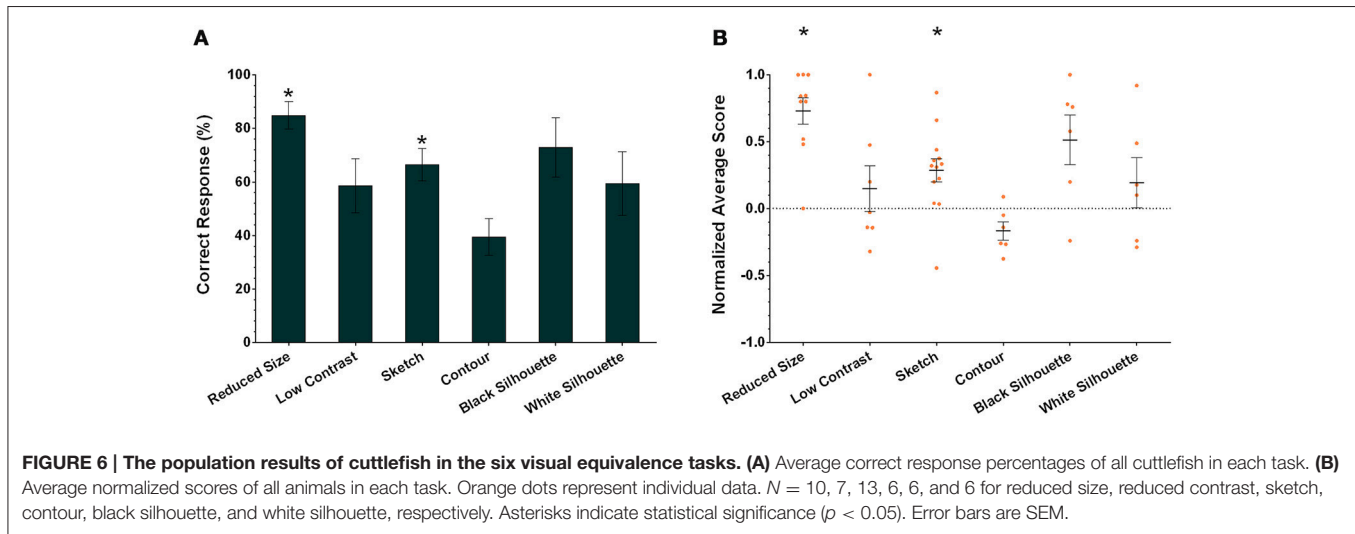 A
Correct Response (%)
100
80
60
40
20
0
*
*
Reduced Size
Low Contrast
Sketch
Contour
Black Silhouette
White Silhouette
B
Normalized Average Score
*
*
1.0
0.5
0.0
-0.5
-1.0
Reduced Size
Low Contrast
Sketch
Contour
Black Silhouette
White Silhouette
FIGURE 6 | The population results of cuttlefish in the six visual equivalence tasks. (A) Average correct response percentages of all cuttlefish in each task. (B)
Average normalized scores of all animals in each task. Orange dots represent individual data. N = 10, 7, 13, 6, 6, and 6 for reduced size, reduced contrast, sketch,
contour, black silhouette, and white silhouette, respectively. Asterisks indicate statistical significance (p < 0.05). Error bars are SEM.